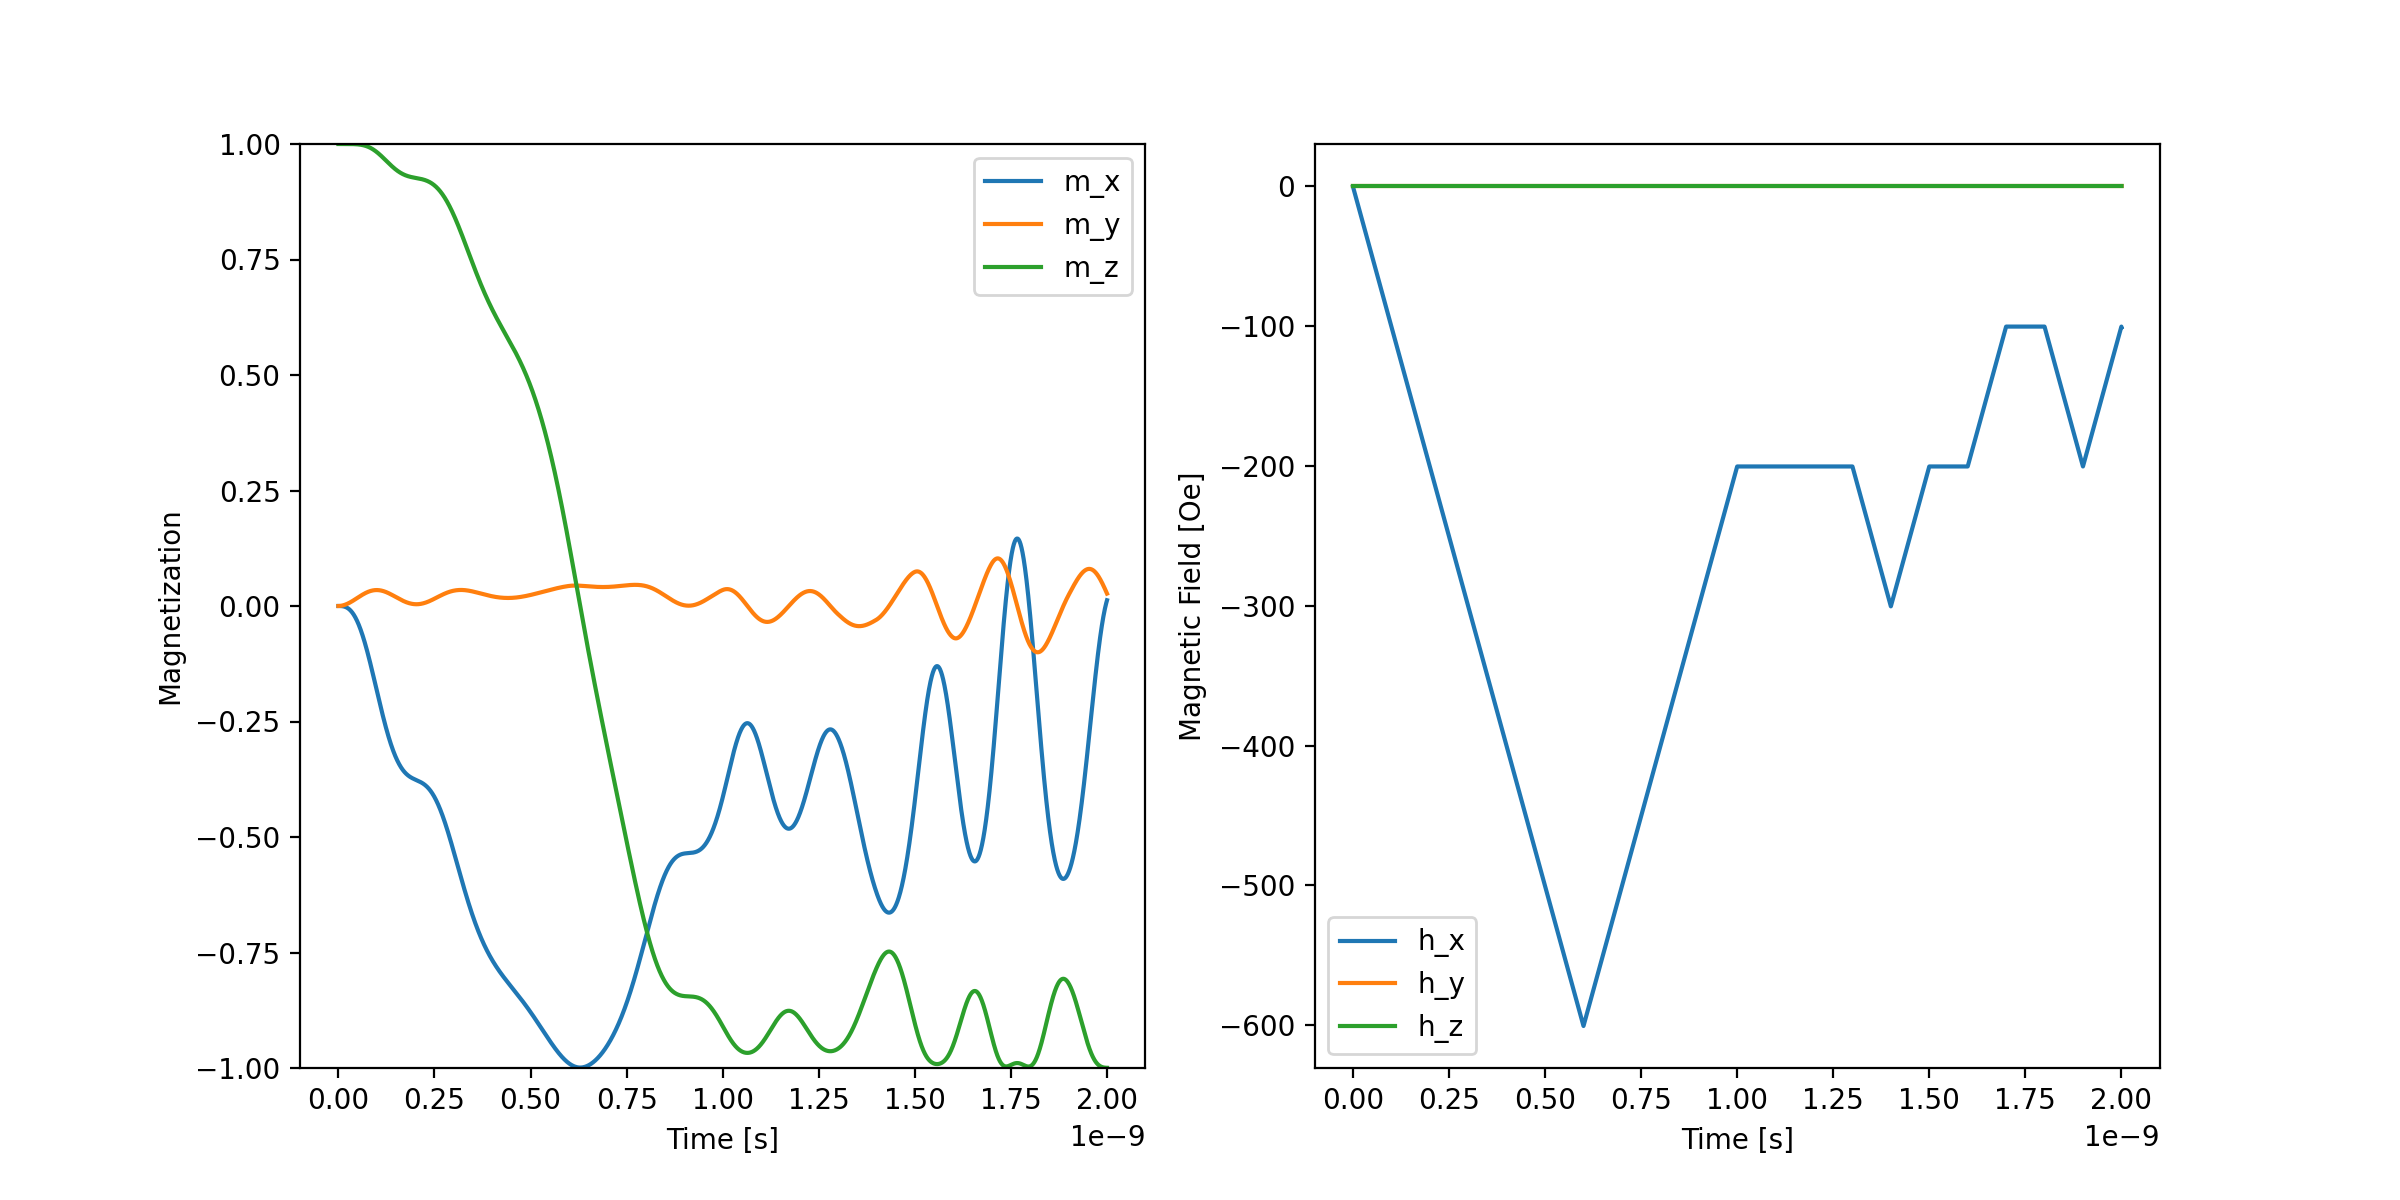 1.00
0.75
0.50
0.25
0.00
−0.25
−0.50
−0.75
−1.00
Magnetization
m_x
m_y
m_z
0.00 0.25 0.50 0.75 1.00 1.25 1.50 1.75 2.00
Time [s]
1e−9
0
−100
−200
−300
−400
−500
−600
Magnetic Field [Oe]
h_x
h_y
h_z
0.00 0.25 0.50 0.75 1.00 1.25 1.50 1.75 2.00
Time [s]
1e−9